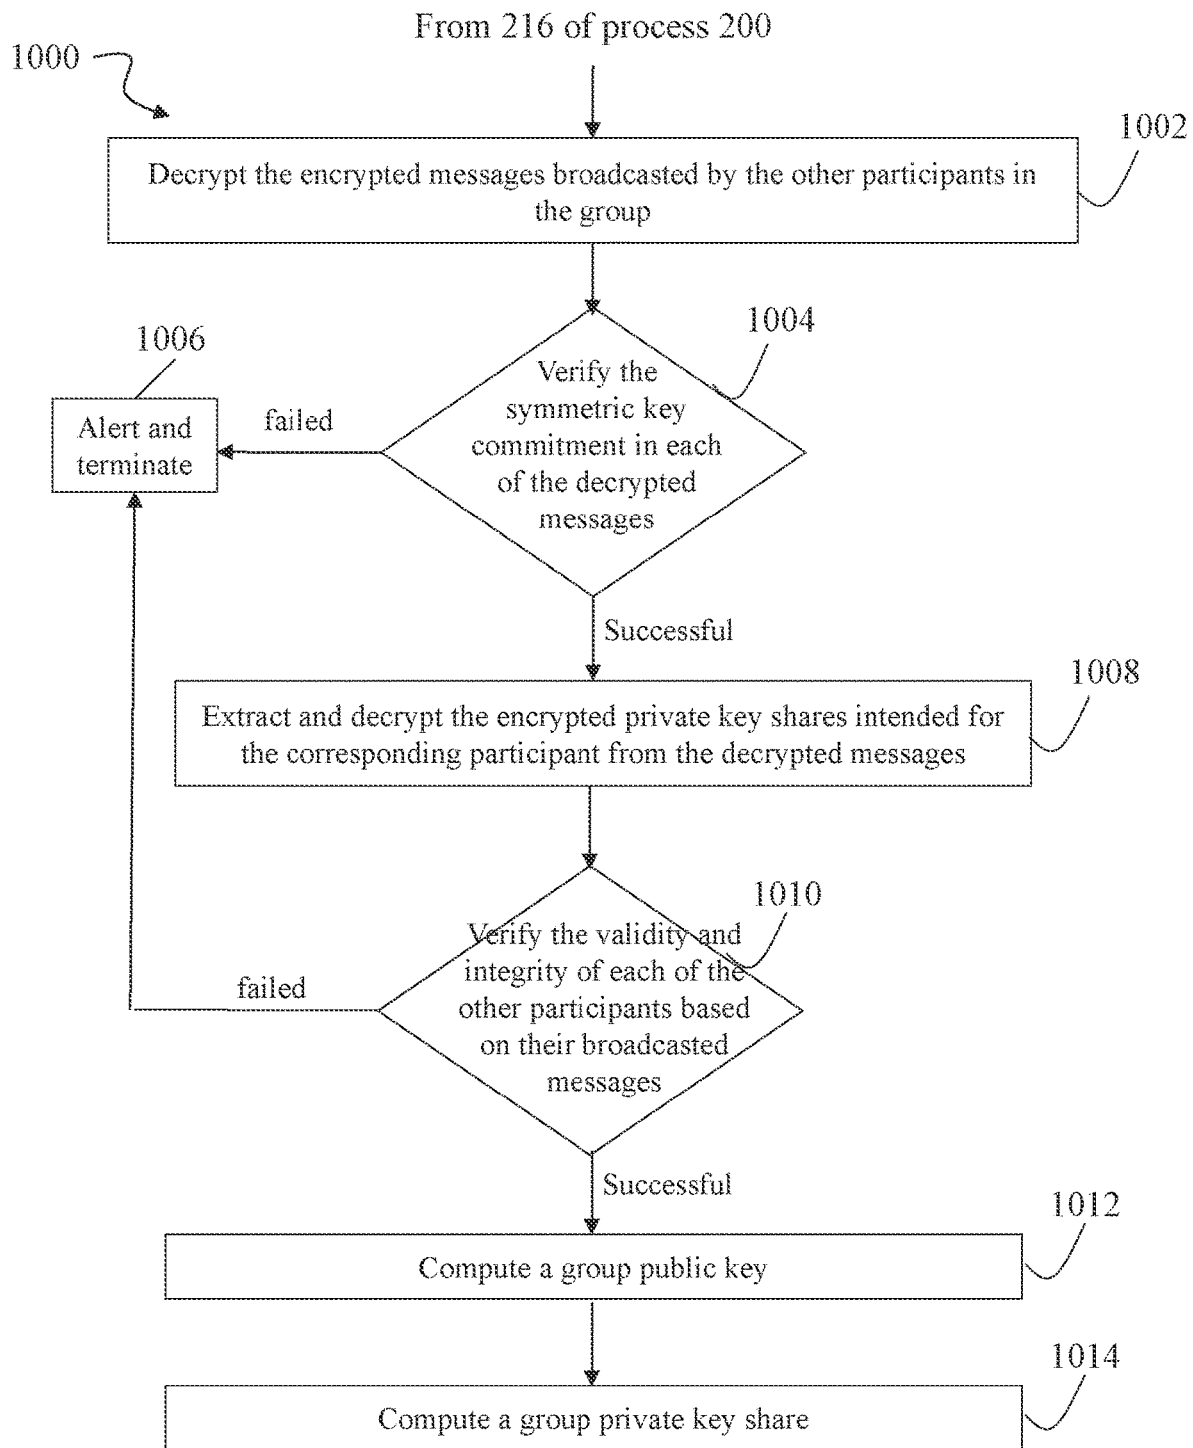 From 216 of process 200
1000
1002
Decrypt the encrypted messages broadcasted by the other participants in
the group
1004
1006
Verify the
symmetric key
commitment in each
of the decrypted
messages
failed
Alert and
terminate
Successful
1008
Extract and decrypt the encrypted private key shares intended for
the corresponding participant from the decrypted messages
1010
Verify the validity and
integrity of each of the
other participants based
on their broadcasted
messages
failed
Successful
1012
Compute a group public key
1014
Compute a group private key share